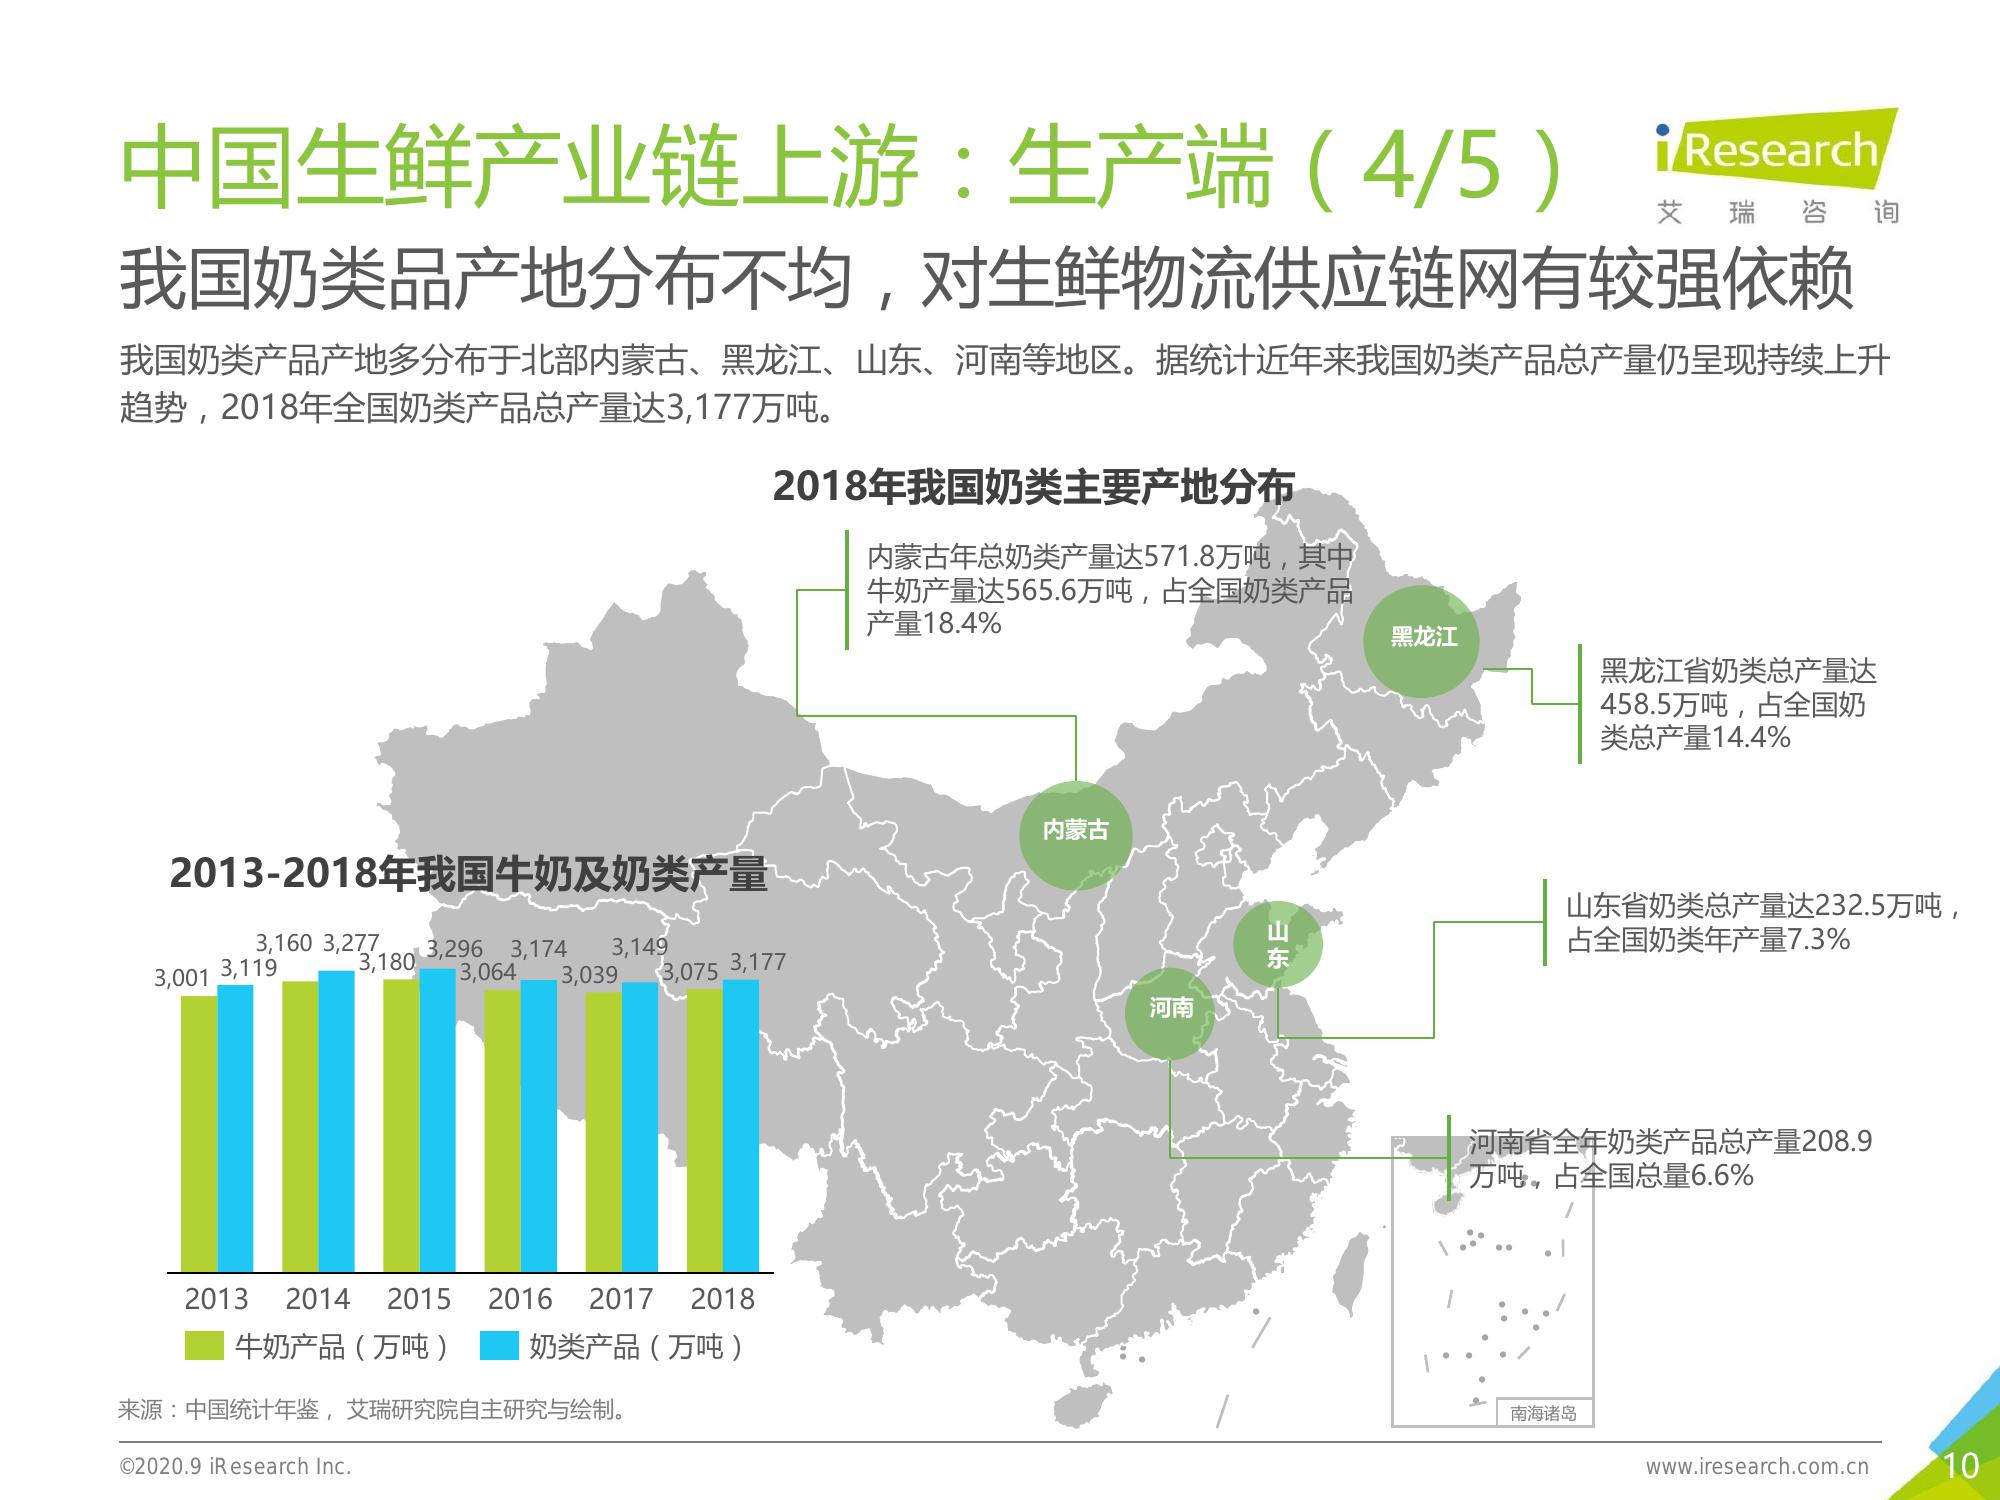 中国生鲜产业链上游：生产端（4/5）
iResearch
艾瑞咨询
我国奶类品产地分布不均，对生鲜物流供应链网有较强依赖
我国奶类产品产地多分布于北部内蒙古、黑龙江、山东、河南等地区。据统计近年来我国奶类产品总产量仍呈现持续上升
趋势，2018年全国奶类产品总产量达3,177万吨。
2018年我国奶类主要产地分布
内蒙古年总奶类产量达571.8万吨，其中
牛奶产量达565.6万吨，占全国奶类产品
产量18.4%
黑龙江
黑龙江省奶类总产量达
458.5万吨，占全国奶
类总产量14.4%
内蒙古
山东省奶类总产量达232.5万吨，
占全国奶类年产量7.3%
山
东
河南
河南省全年奶类产品总产量208.9
万吨，占全国总量6.6%
南海诸岛
2013-2018年我国牛奶及奶类产量
3,001 3,119 3,160 3,277 3,180 3,296 3,064 3,174 3,039 3,149 3,075 3,177
2013 2014 2015 2016 2017 2018
牛奶产品（万吨） 奶类产品（万吨）
来源：中国统计年鉴，艾瑞研究院自主研究与绘制。
©2020.9 iResearch Inc.
www.iresearch.com.cn
10